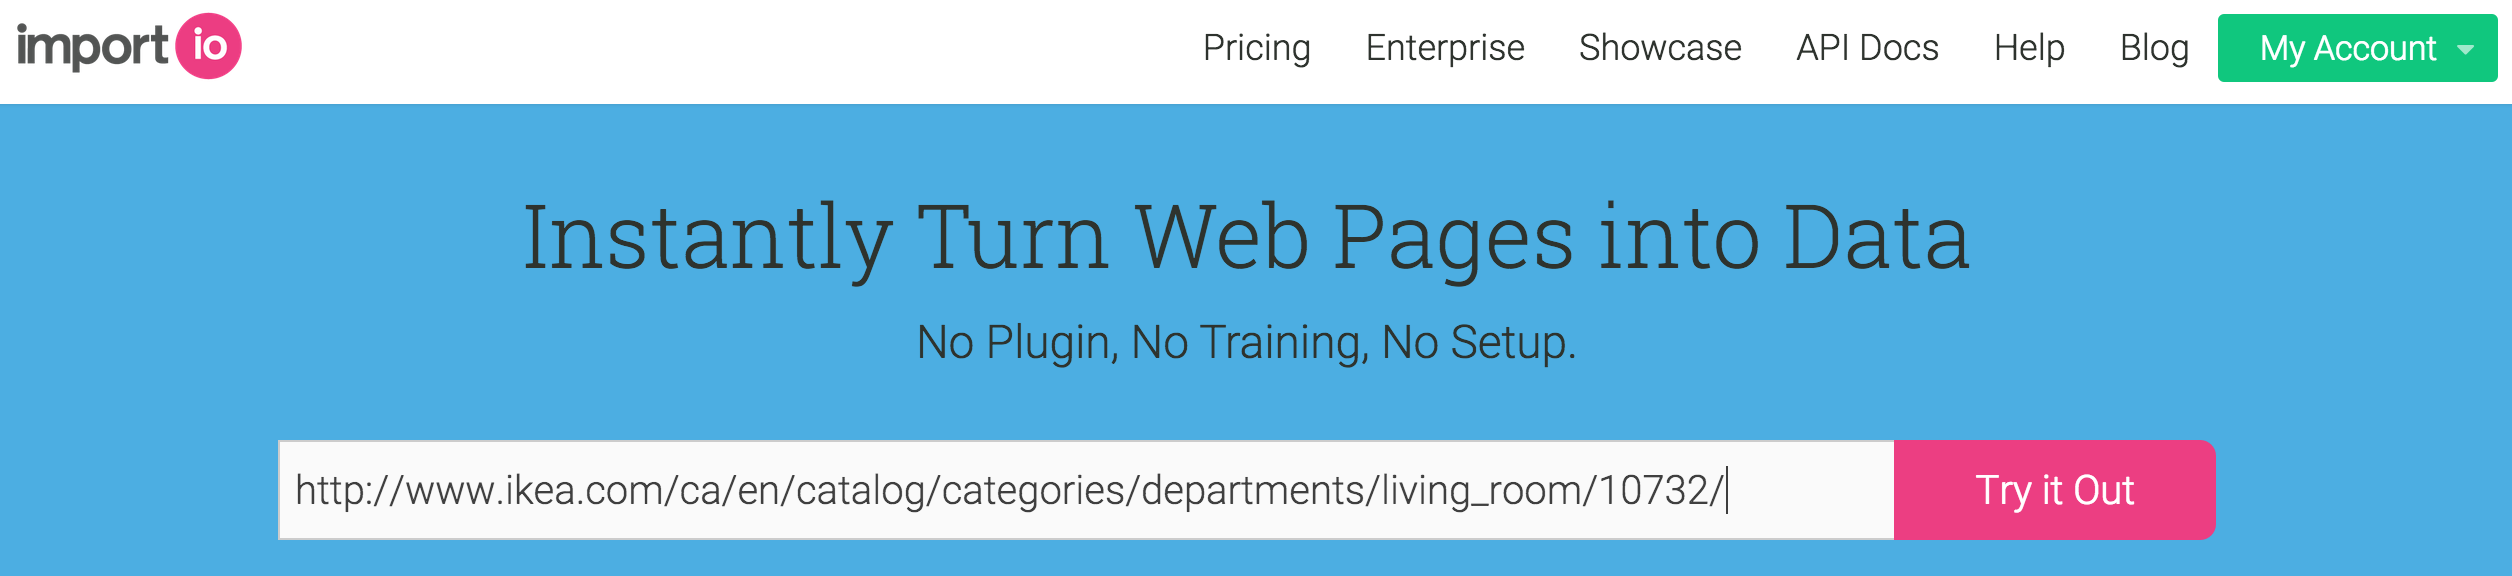 import io
Pricing Enterprise Showcase API Docs Help Blog My Account
Instantly Turn Web Pages into Data
No Plugin, No Training, No Setup.
http://www.ikea.com/ca/en/catalog/categories/departments/living_room/10732/ Try it Out